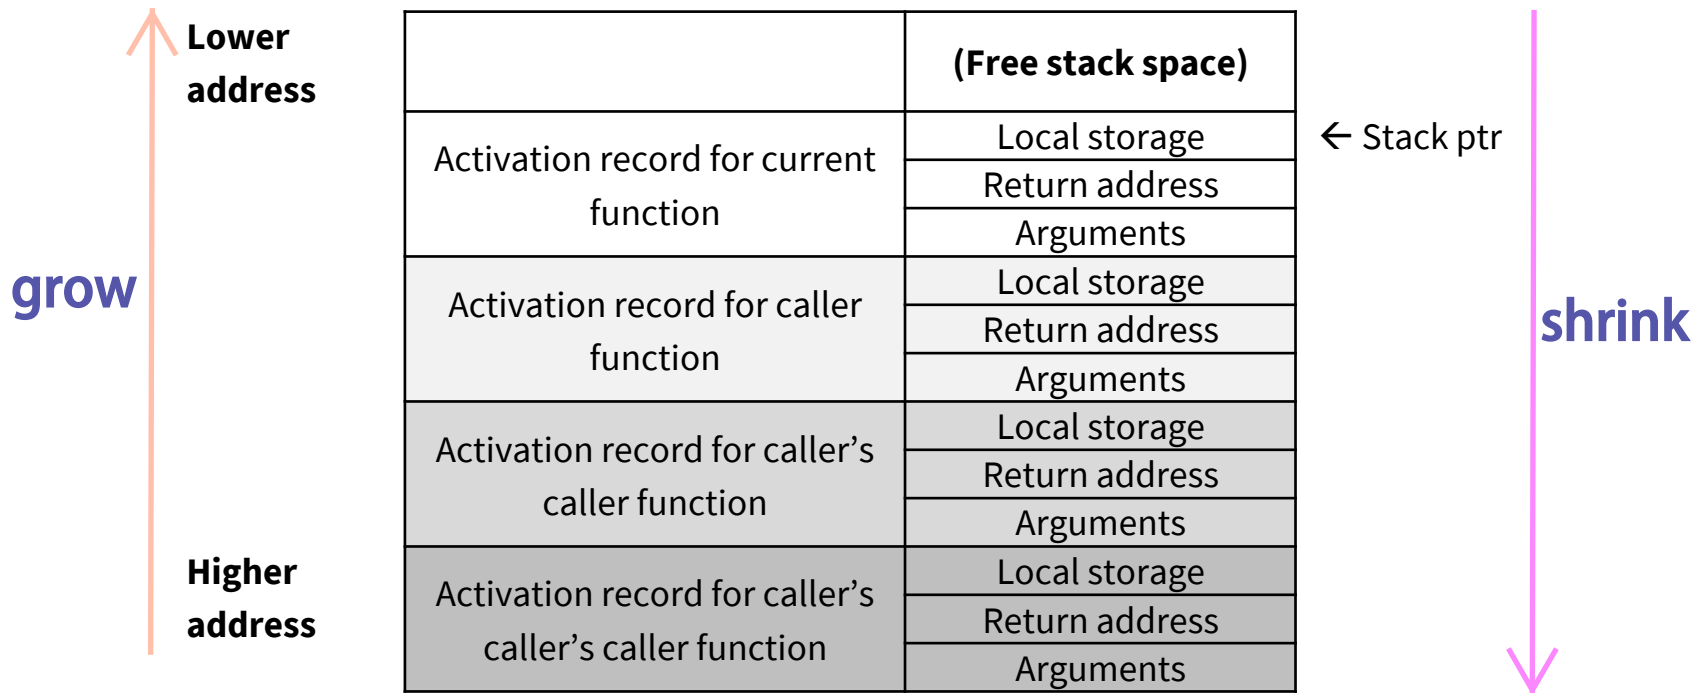 Lower
address
(Free stack space)
Activation record for current
function
Local storage
← Stack ptr
Return address
Arguments
grow
Activation record for caller
function
Local storage
Return address
Arguments
shrink
Activation record for caller’s
caller function
Local storage
Return address
Arguments
Higher
address
Activation record for caller’s
caller’s caller function
Local storage
Return address
Arguments